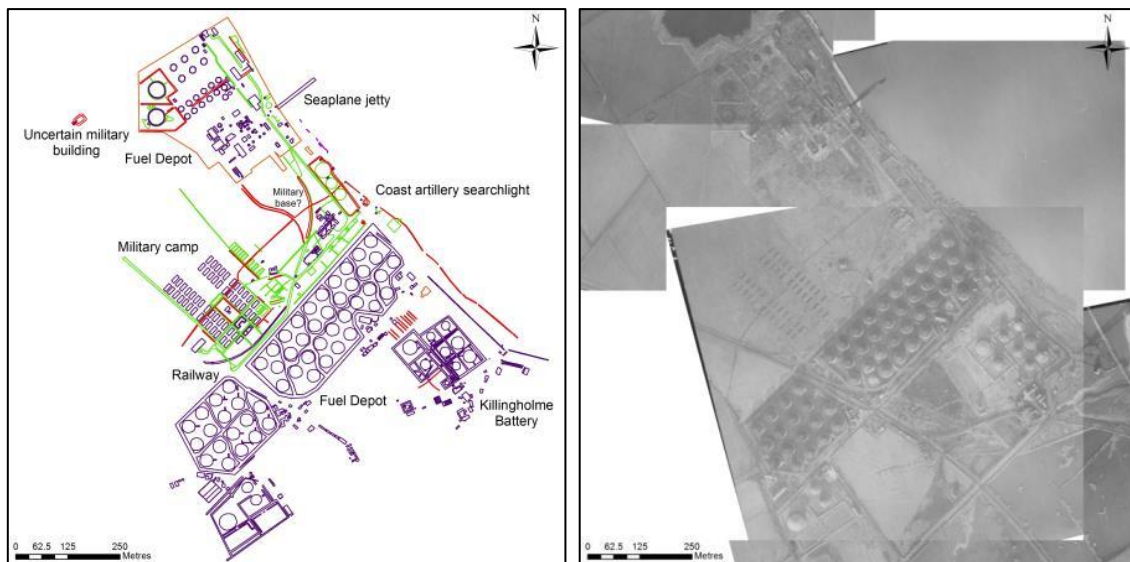 N
Seaplane jetty
Uncertain military
building
Fuel Depot
Military
base?
Coast artillery searchlight
Military camp
Railway
Fuel Depot
Killingholme
Battery
0 62.5 125 250
Metres
N
0 62.5 125 250
Metres